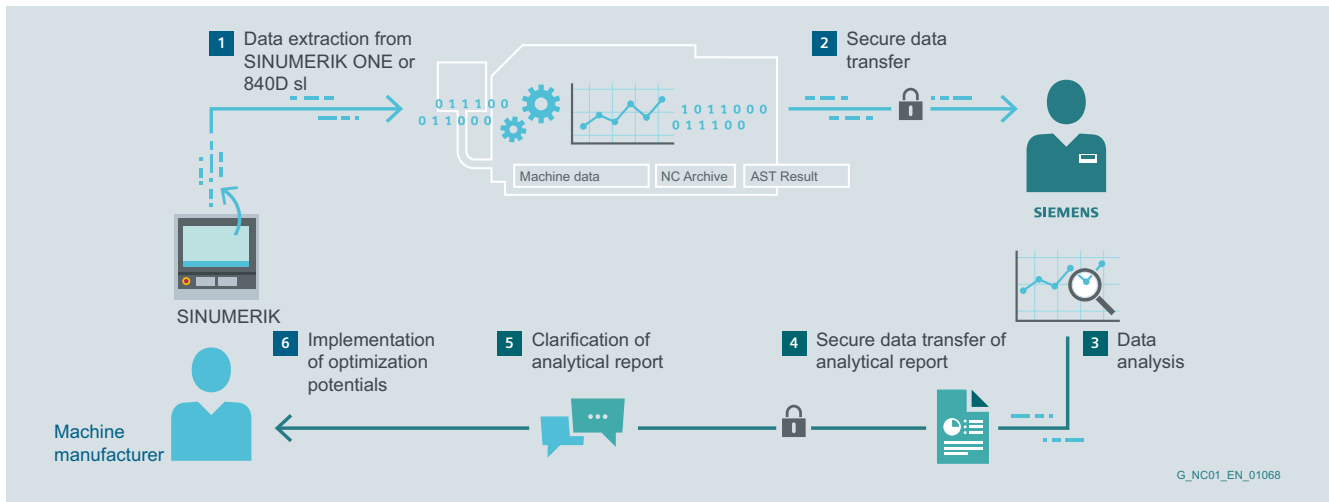 1 Data extraction from
SINUMERIK ONE or
840D sl
0 1 1 1 0 0
0 1 1 0 0 0
1 0 1 1 0 0 0
0 1 1 1 0 0
Machine data
NC Archive
AST Result
2 Secure data
transfer
SIEMENS
SINUMERIK
3 Data
analysis
4 Secure data transfer of
analytical report
5 Clarification of
analytical report
6 Implementation
of optimization
potentials
Machine
manufacturer
G_NC01_EN_01068